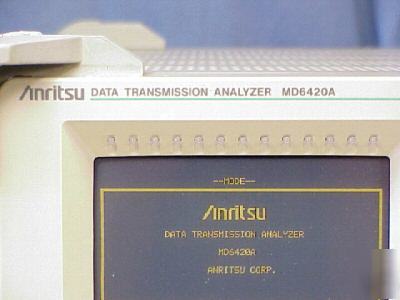 Anritsu DATA TRANSMISSION ANALYZER MD6420A
--MODE--
Anritsu
DATA TRANSMISSION ANALYZER
MD6420A
ANRITSU CORP.